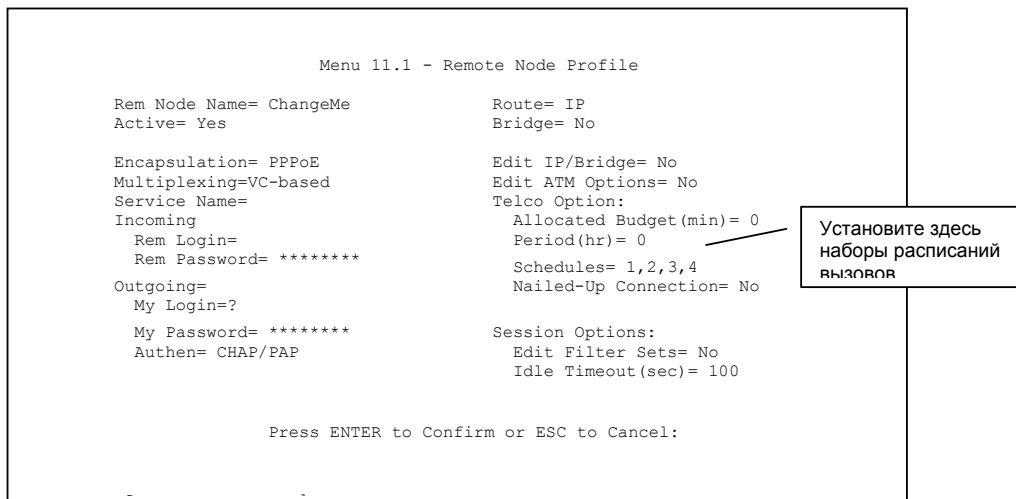 Menu 11.1 - Remote Node Profile
Rem Node Name= ChangeMe Route= IP
Active= Yes Bridge= No
Encapsulation= PPPoE Edit IP/Bridge= No
Multiplexing=VC-based Edit ATM Options= No
Service Name= Telco Option:
Incoming Allocated Budget(min)= 0
Rem Login= Period(hr)= 0
Rem Password= ******** Schedules= 1,2,3,4
Outgoing= Nailed-Up Connection= No
My Login=?
My Password= ******** Session Options:
Authen= CHAP/PAP Edit Filter Sets= No
Idle Timeout(sec)= 100
Press ENTER to Confirm or ESC to Cancel:
Установите здесь
наборы расписаний
вызовов